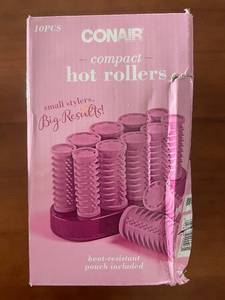 10PCS
CONAIR
compact
hot rollers
small stylers,
Big Results!
heat-resistant
pouch included